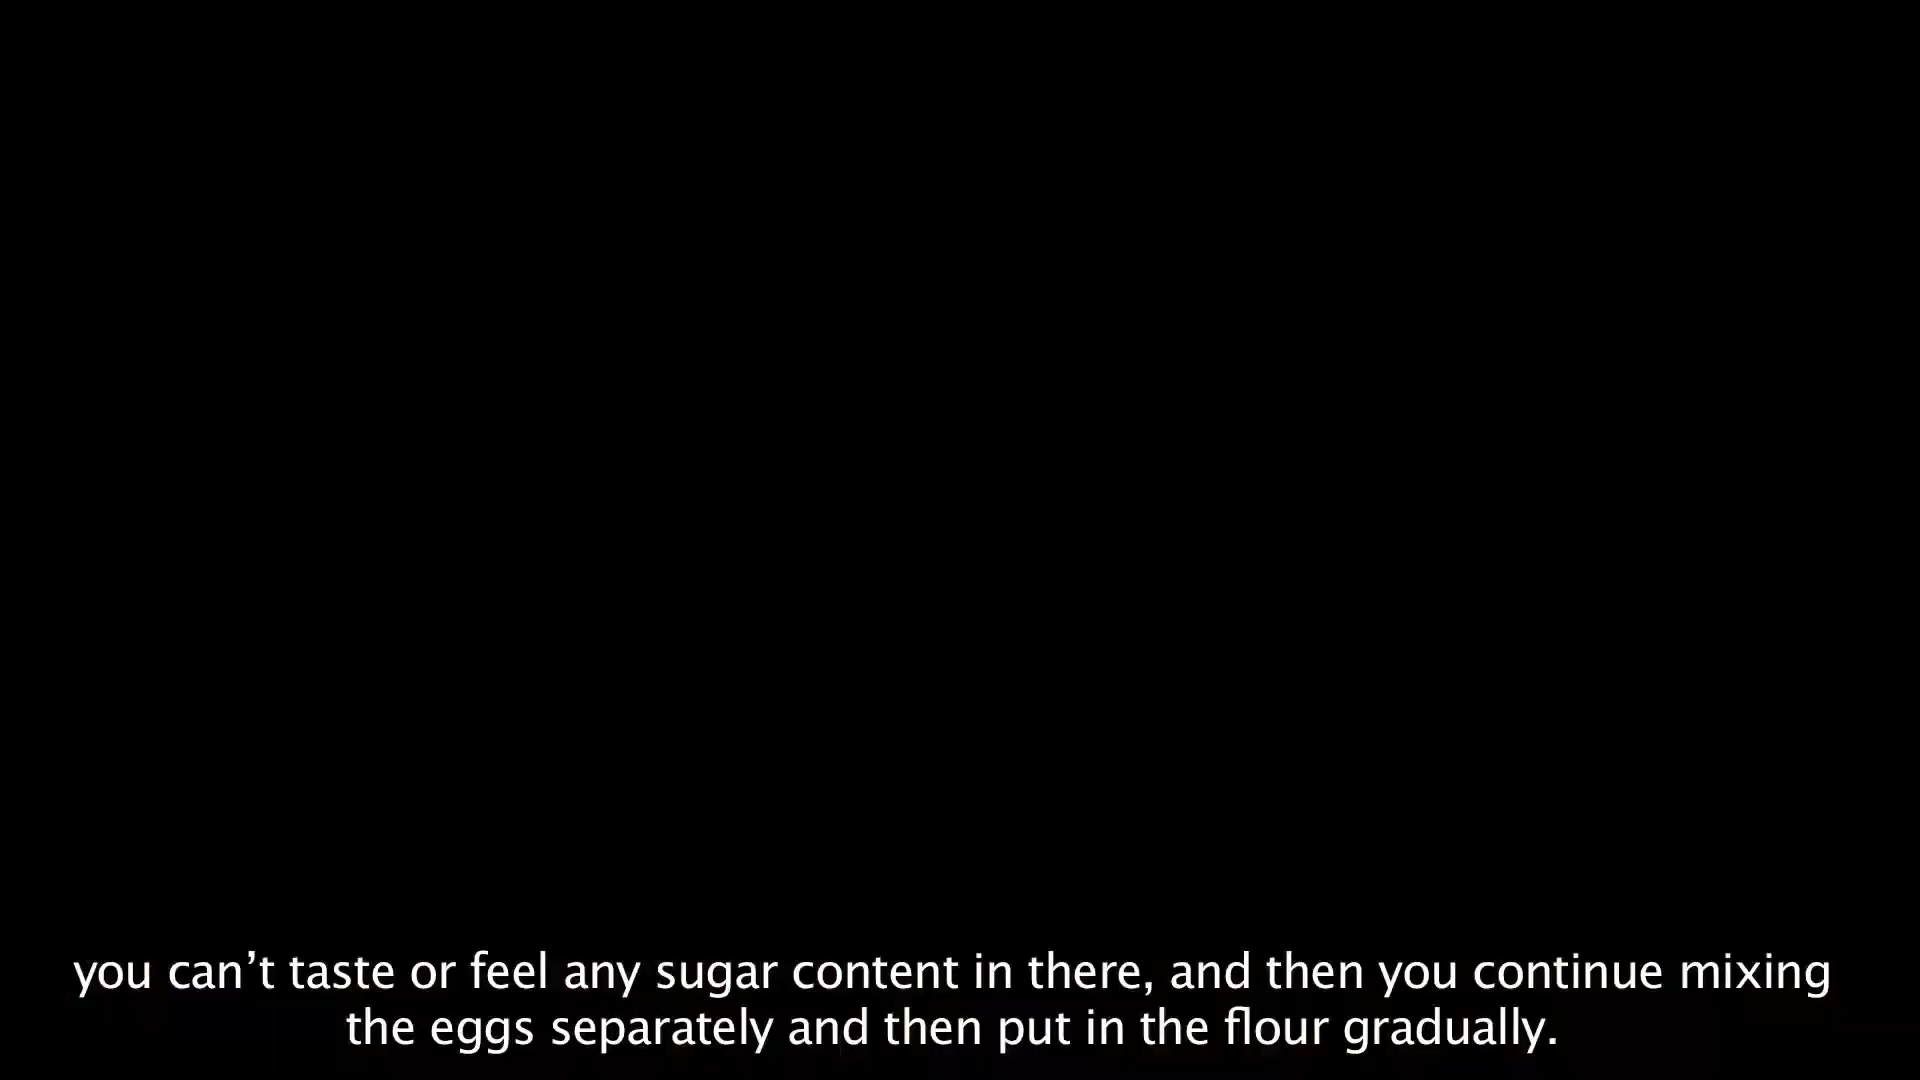 you can’t taste or feel any sugar content in there, and then you continue mixing
the eggs separately and then put in the flour gradually.